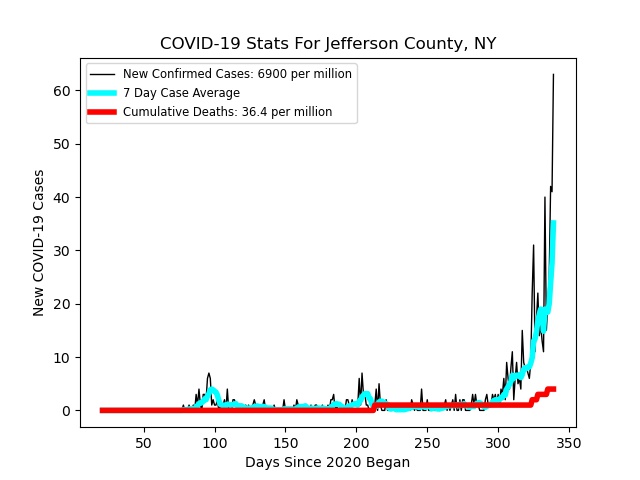 COVID-19 Stats For Jefferson County, NY
New Confirmed Cases: 6900 per million
7 Day Case Average
Cumulative Deaths: 36.4 per million
New COVID-19 Cases
60
50
40
30
20
10
0
50 100 150 200 250 300 350
Days Since 2020 Began